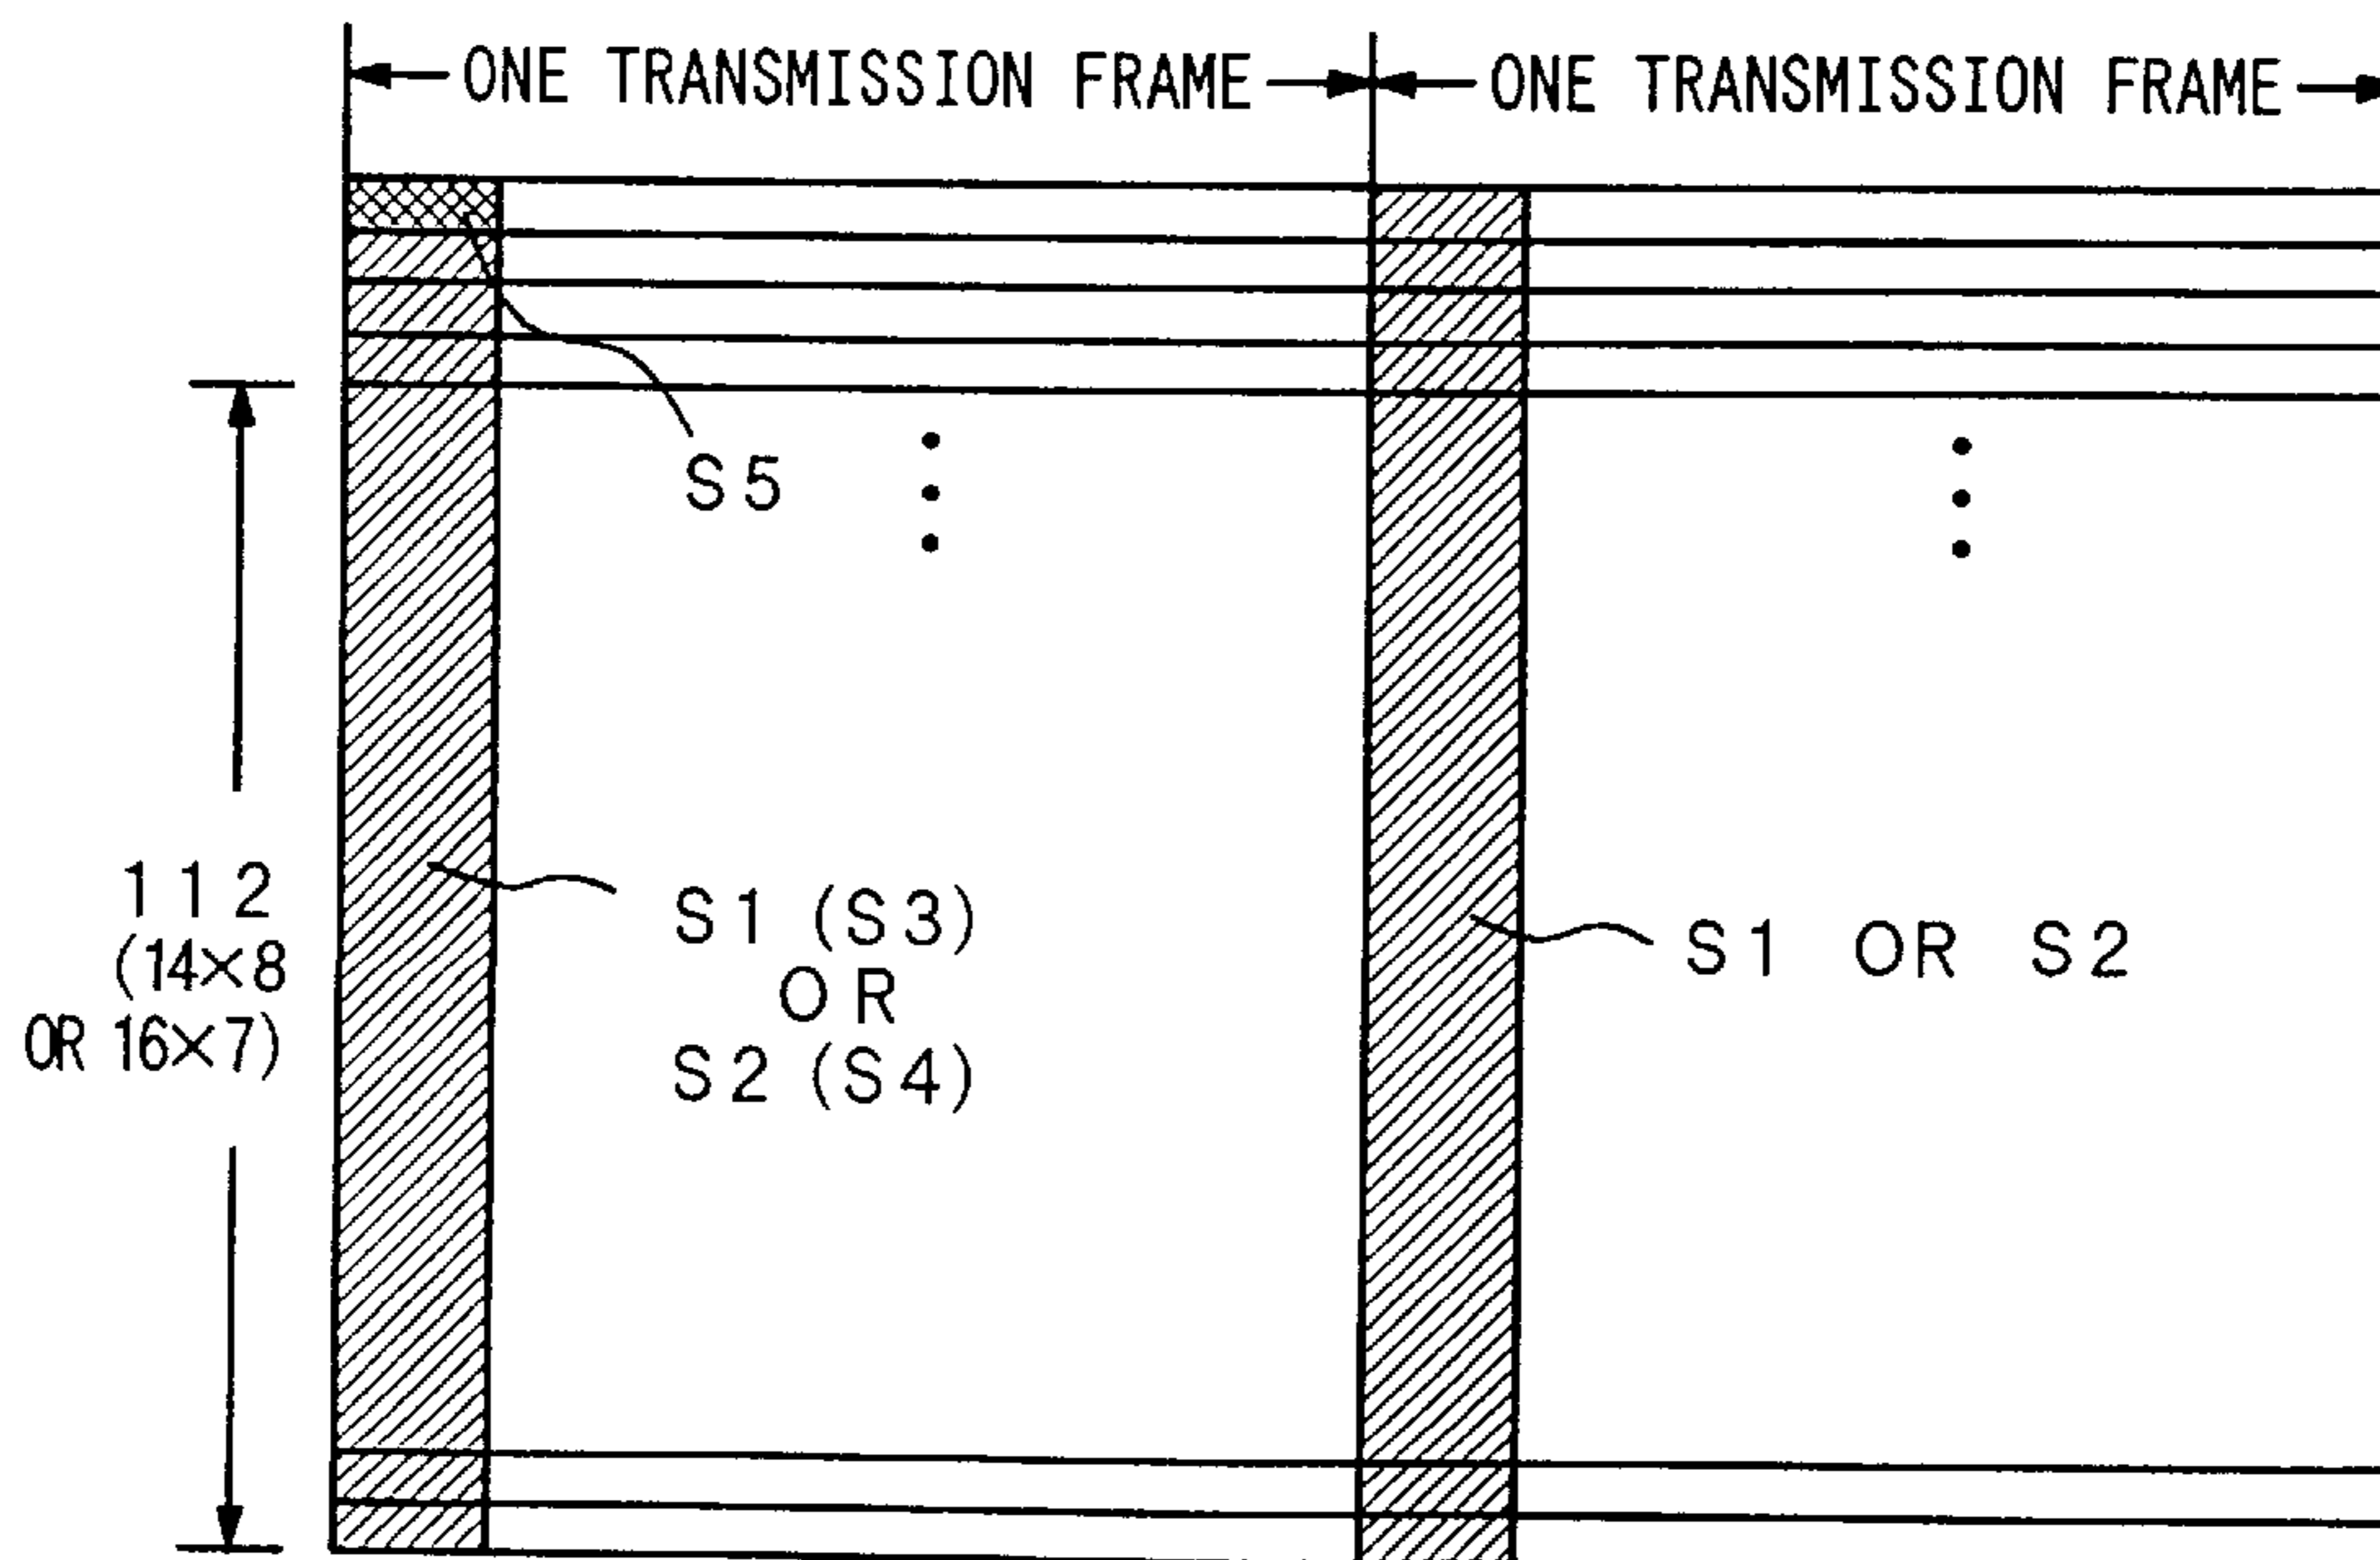 ONE TRANSMISSION FRAME
ONE TRANSMISSION FRAME
S5
112
(14×8
OR 16×7)
S1 (S3)
OR
S2 (S4)
S1 OR S2